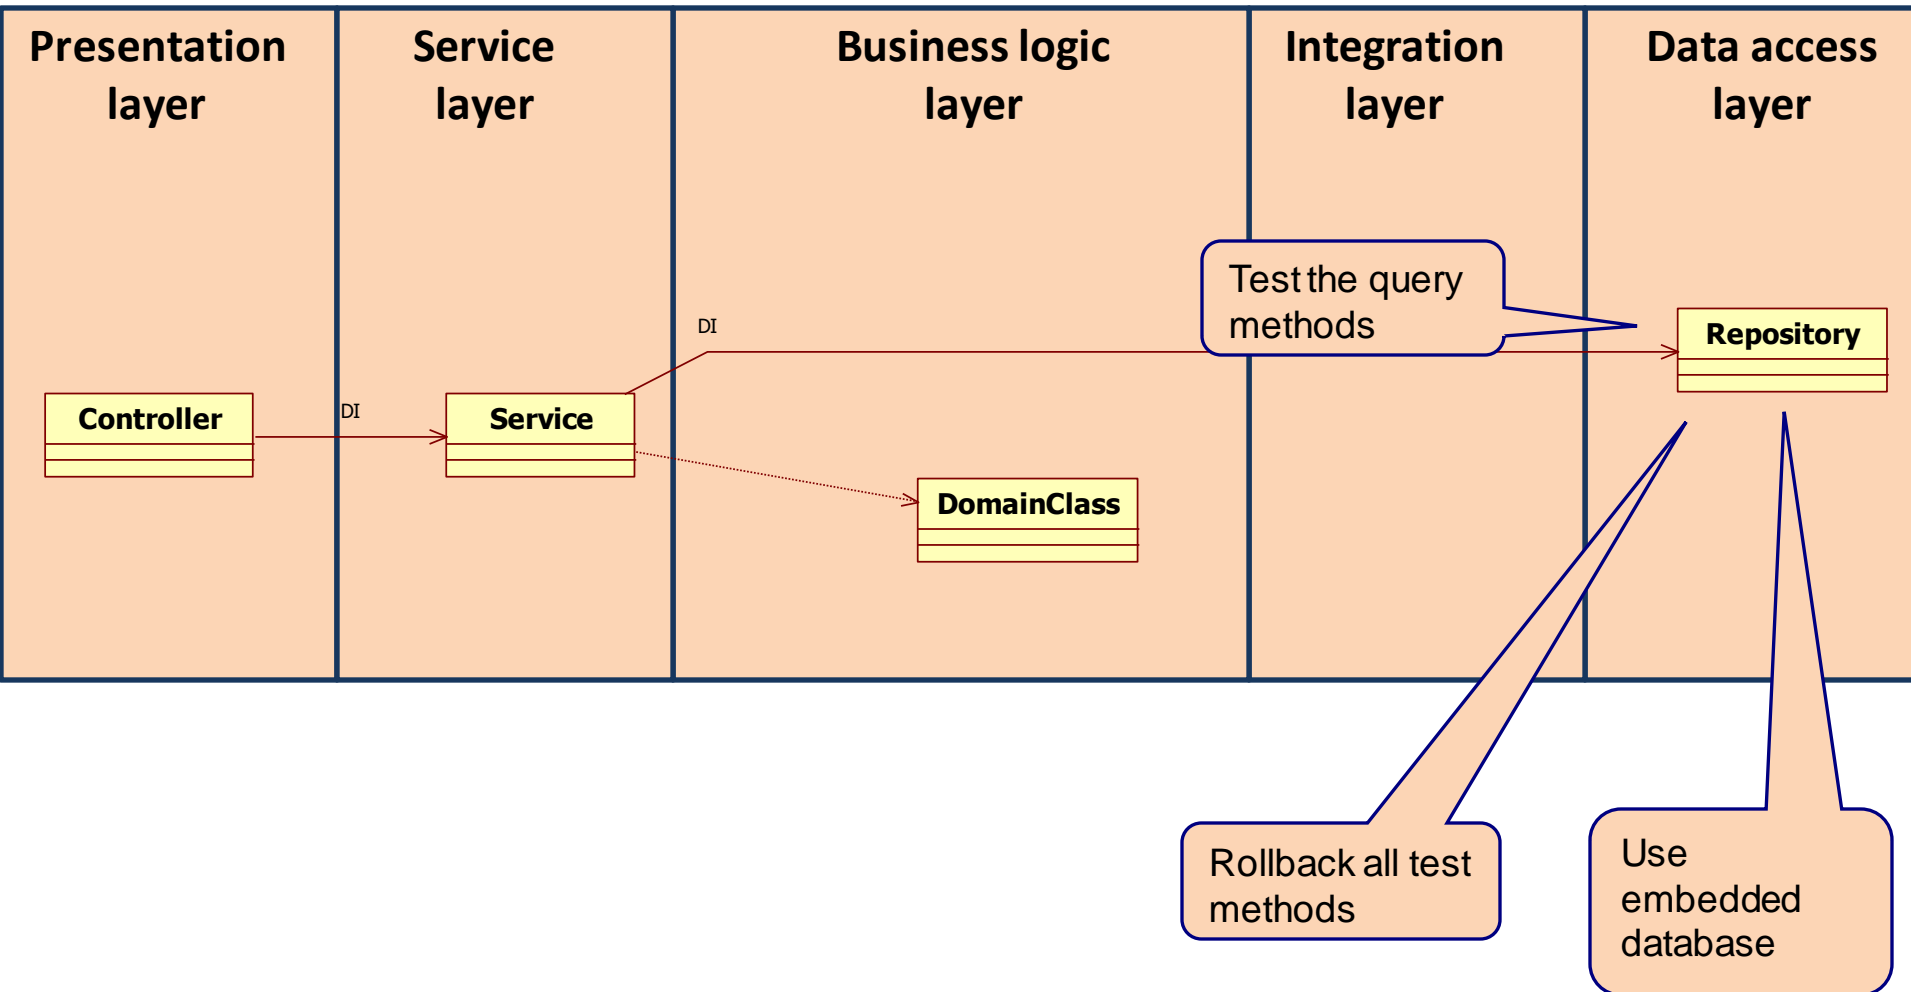 Presentation
layer
Service
layer
Business logic
layer
Integration
layer
Data access
layer
Test the query
methods
DI
Repository
Controller
DI
Service
DomainClass
Rollback all test
methods
Use
embedded
database